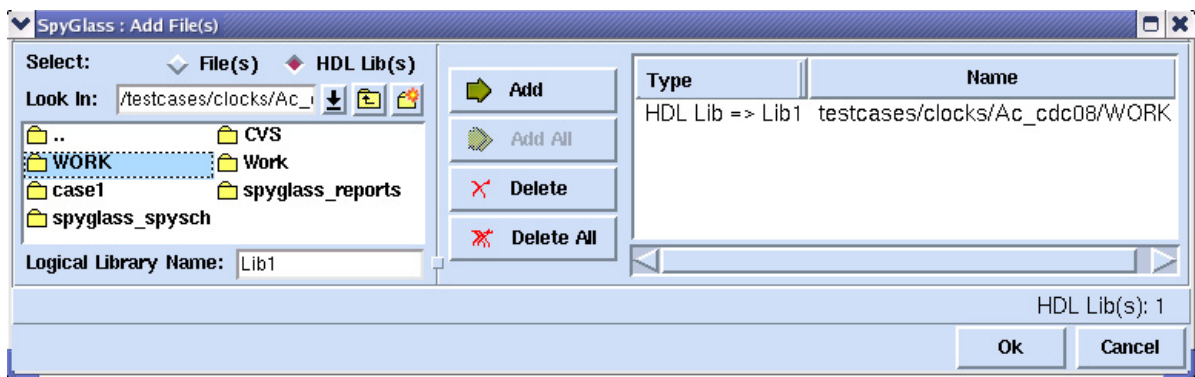 SpyGlass : Add File(s)
Select: File(s) HDL Lib(s)
Look In: /testcases/clocks/Ac_
.. CVS
WORK Work
case1 spyglass_reports
spyglass_spysch
Logical Library Name: Lib1
Add
Add All
Delete
Delete All
Type Name
HDL Lib => Lib1 testcases/clocks/Ac_cdc08/WORK
HDL Lib(s): 1
Ok Cancel